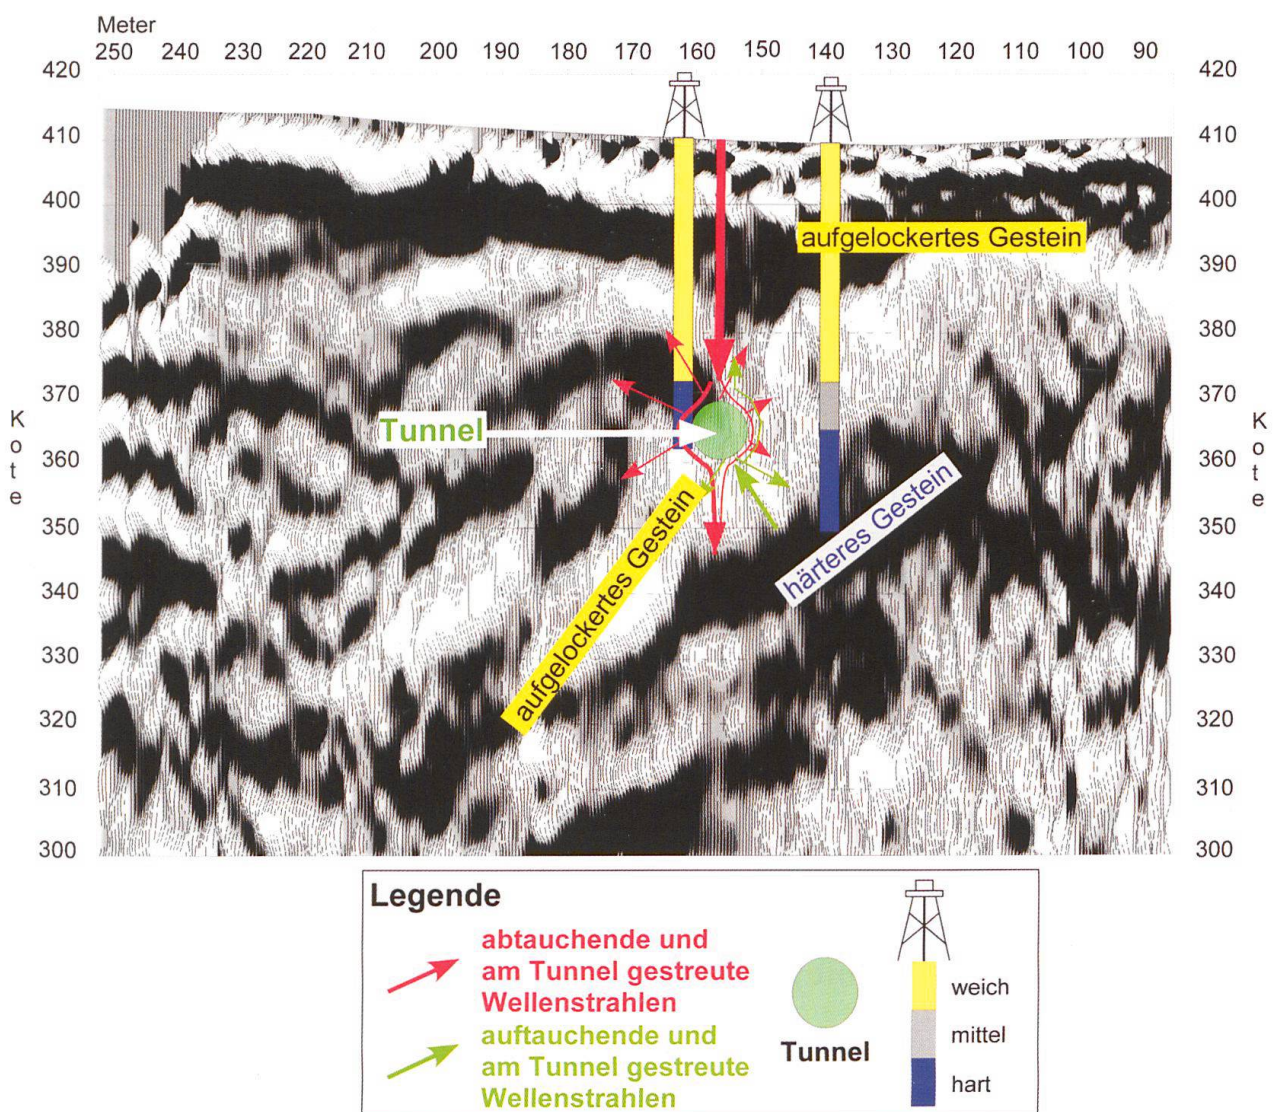 Meter
250 240 230 220 210 200 190 180 170 160 150 140 130 120 110 100 90
420 420
410 410
400 400
aufgelockertes Gestein
390 390
380 380
370 370
Kote
Kote
Tunnel
360 360
350 350
aufgelockertes Gestein
härteres Gestein
340 340
330 330
320 320
310 310
300 300
Legende
abtauchende und
am Tunnel gestreute
Wellenstrahlen
auftauchende und
am Tunnel gestreute
Wellenstrahlen
Tunnel
weich
mittel
hart